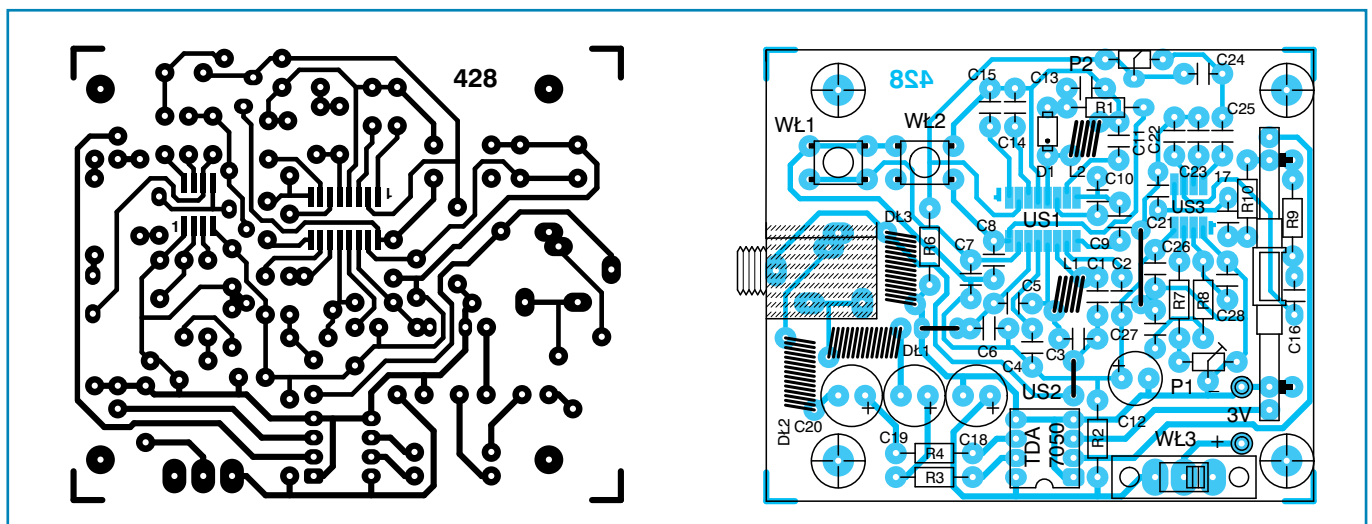 428
1
1
428
C15
C13
P2
C24
R1
C25
WŁ1
WŁ2
C14
C11
C22
D1
L2
C10
C23
17
R10
US1
US3
R9
DŁ3
R6
C8
C7
C9
C21
C26
L1
C1
C2
C5
R7
R8
C28
C16
C27
C6
C3
DŁ1
C4
US2
P1
+
+
+
+
–
3V
DŁ2
C20
C19
C18
TDA
7050
R2
C12
WŁ3
+
R4
R3